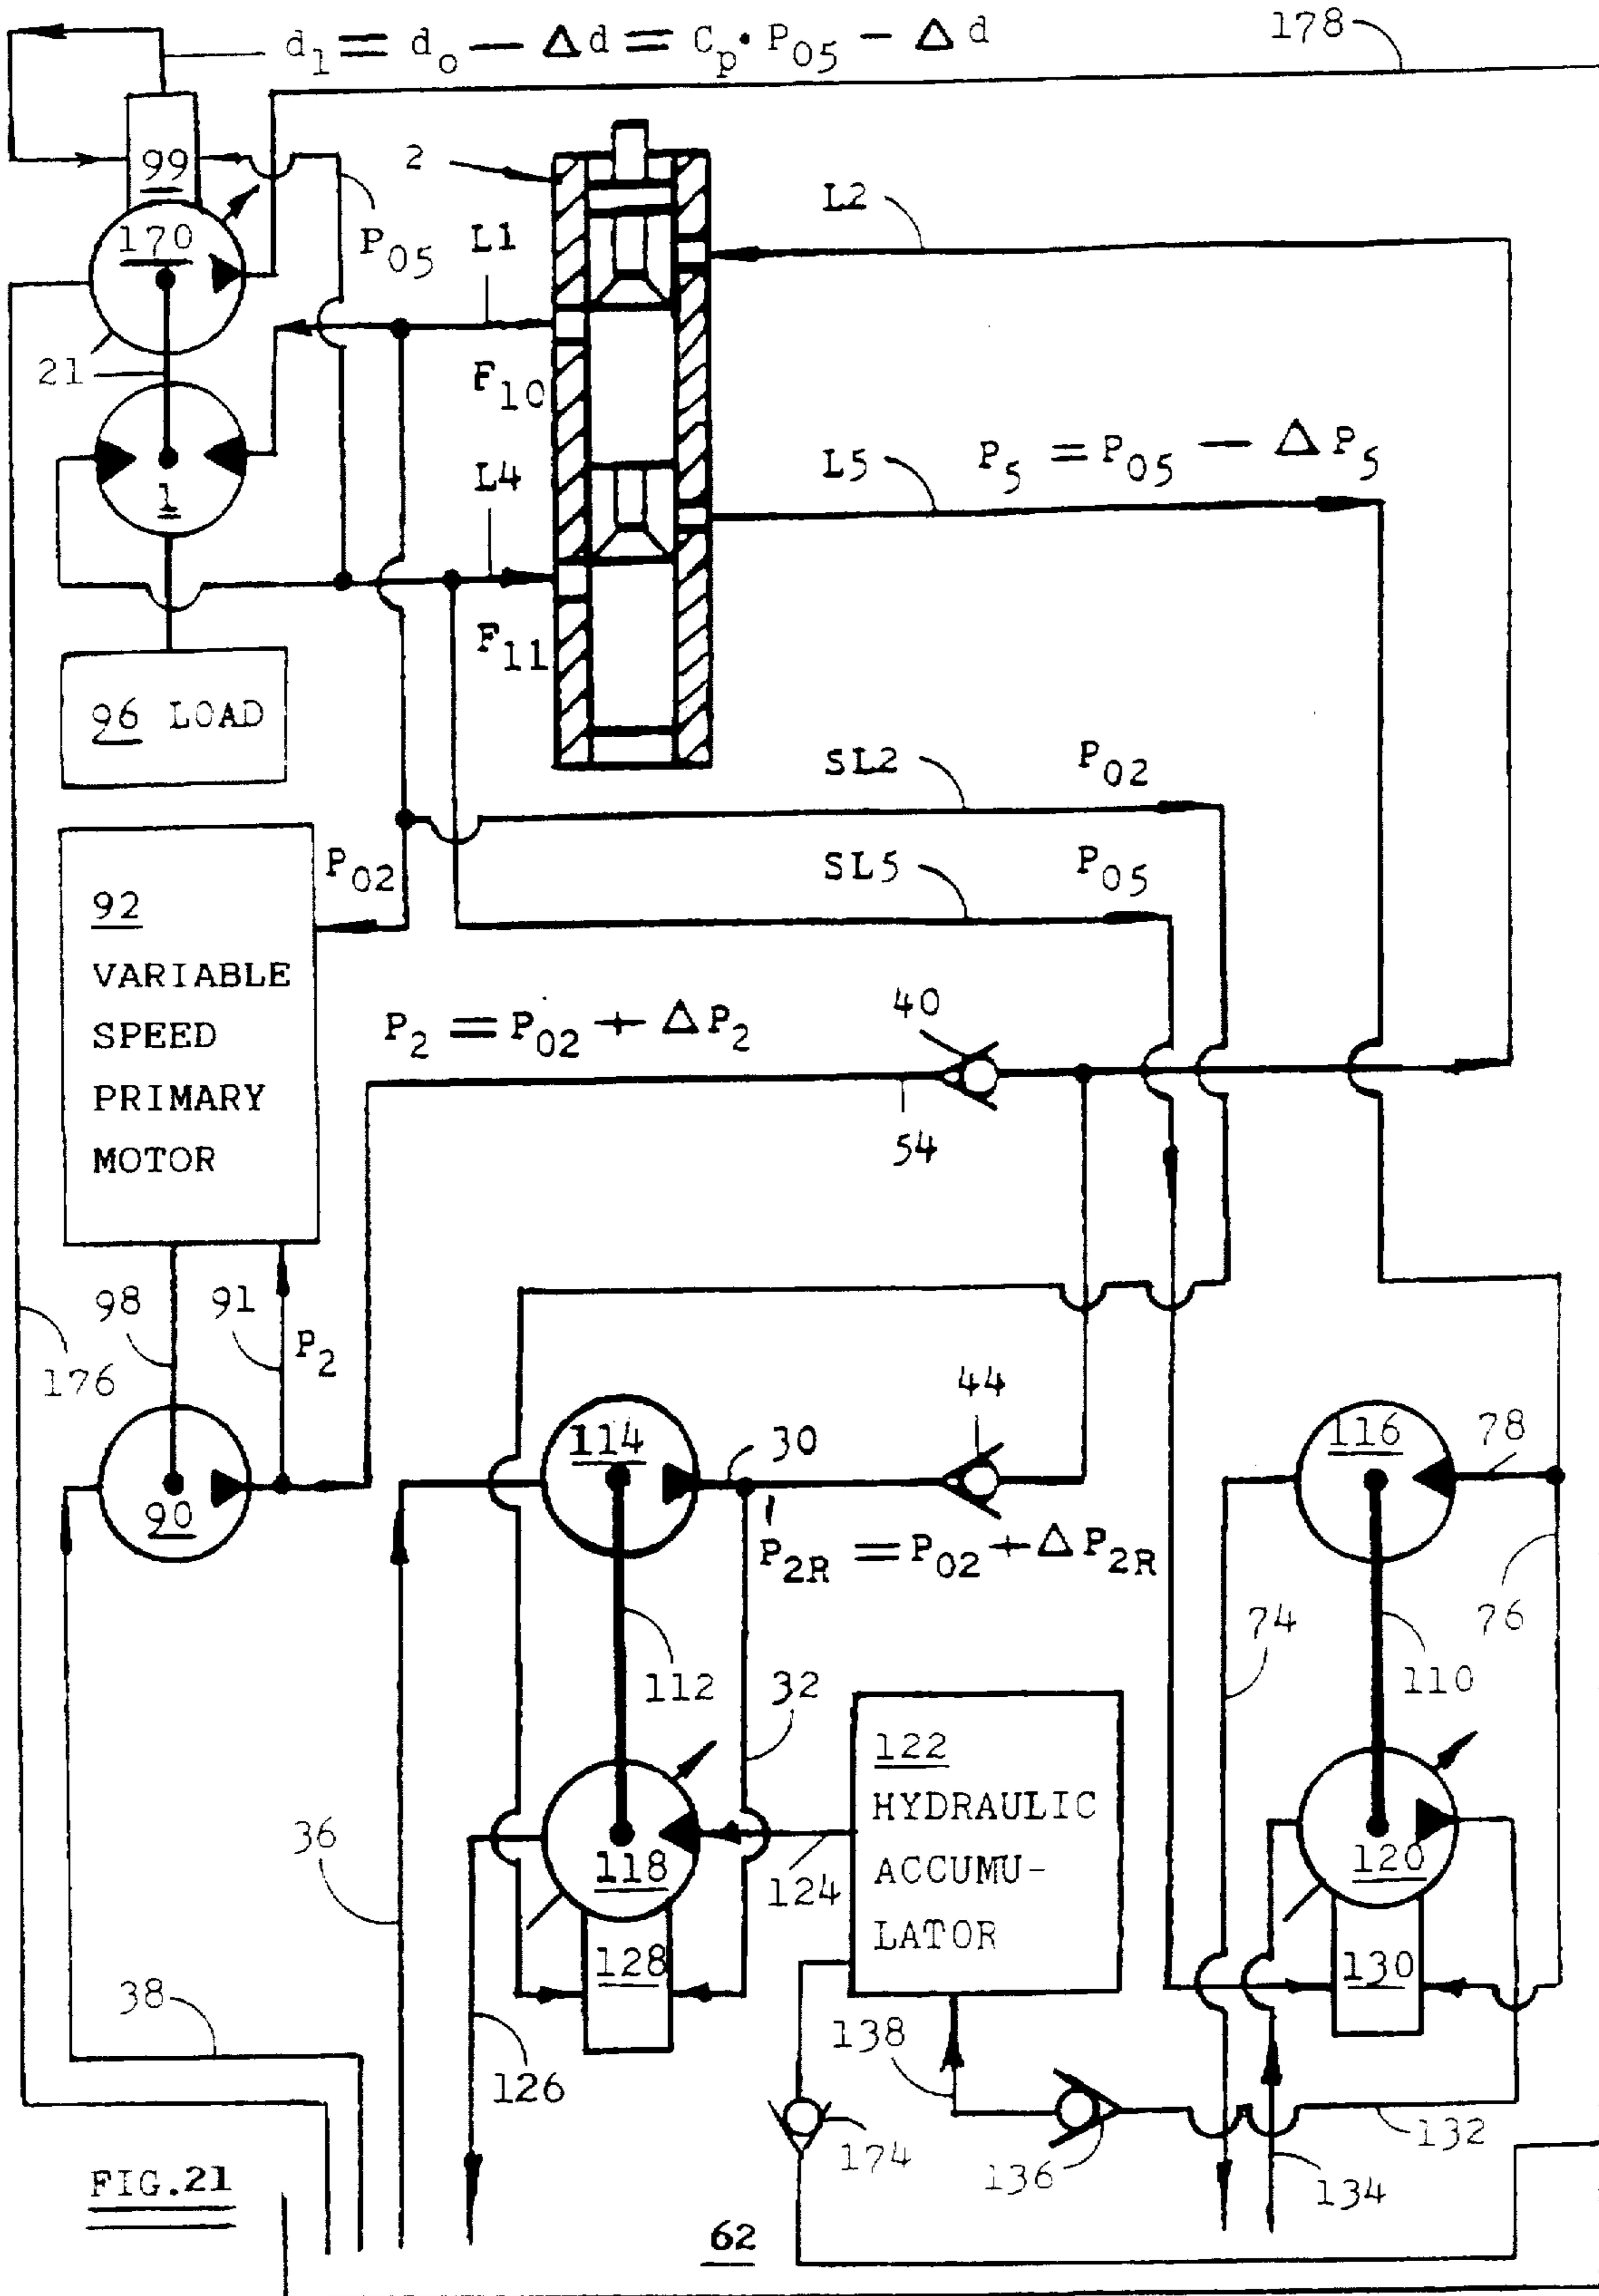 d₁ = d₀ − Δd = Cₚ· P₀₅ − Δd
178
99
2
170
P₀₅
L1
L2
21
F₁₀
1
L4
L5
P₅ = P₀₅ − ΔP₅
F₁₁
96 LOAD
SL2
P₀₂
P₀₂
SL5
P₀₅
92
VARIABLE
SPEED
PRIMARY
MOTOR
P₂ = P₀₂ + ΔP₂
40
54
98
91
P₂
176
44
114
30
116
78
90
P₂R = P₀₂ + ΔP₂R
74
76
112
32
110
122
HYDRAULIC
ACCUMU-
LATOR
36
118
124
120
128
130
38
138
126
174
136
132
134
FIG.21
62